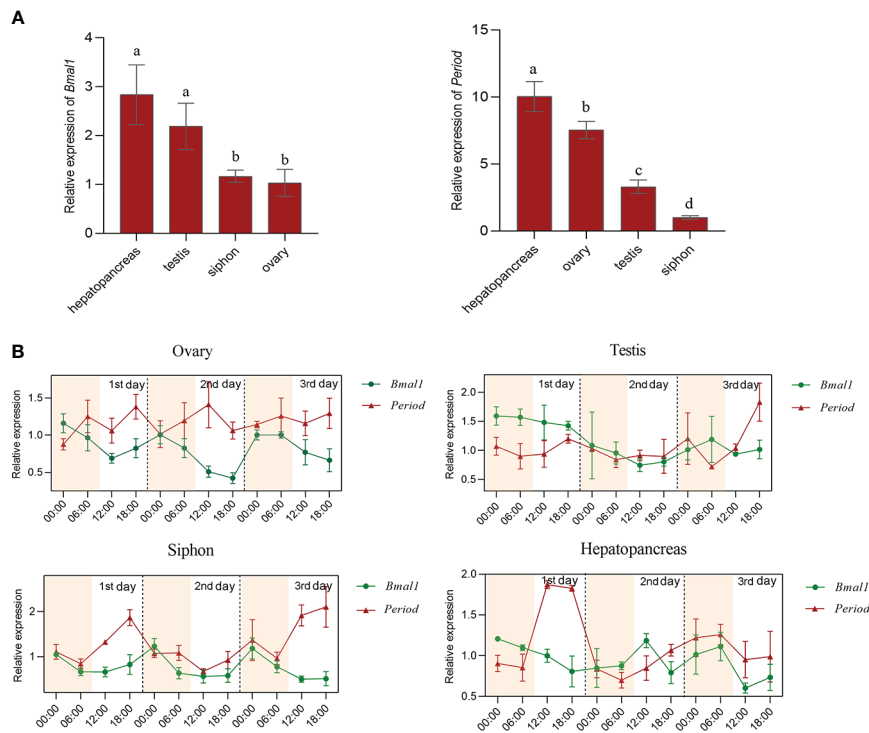 A
Relative expression of Bmal1
4
3
2
1
0
a
a
b
b
hepatopancreas
testis
siphon
ovary
Relative expression of Period
15
10
5
0
a
b
c
d
hepatopancreas
ovary
testis
siphon
B
Ovary
Relative expression
1.5
1.0
0.5
1st day
2nd day
3rd day
00:00
06:00
12:00
18:00
00:00
06:00
12:00
18:00
00:00
06:00
12:00
18:00
Bmal1
Period
Testis
Relative expression
2.0
1.5
1.0
0.5
1st day
2nd day
3rd day
00:00
06:00
12:00
18:00
00:00
06:00
12:00
18:00
00:00
06:00
12:00
18:00
Bmal1
Period
Siphon
Relative expression
2
1
1st day
2nd day
3rd day
00:00
06:00
12:00
18:00
00:00
06:00
12:00
18:00
00:00
06:00
12:00
18:00
Bmal1
Period
Hepatopancreas
Relative expression
2.0
1.5
1.0
0.5
1st day
2nd day
3rd day
00:00
06:00
12:00
18:00
00:00
06:00
12:00
18:00
00:00
06:00
12:00
18:00
Bmal1
Period